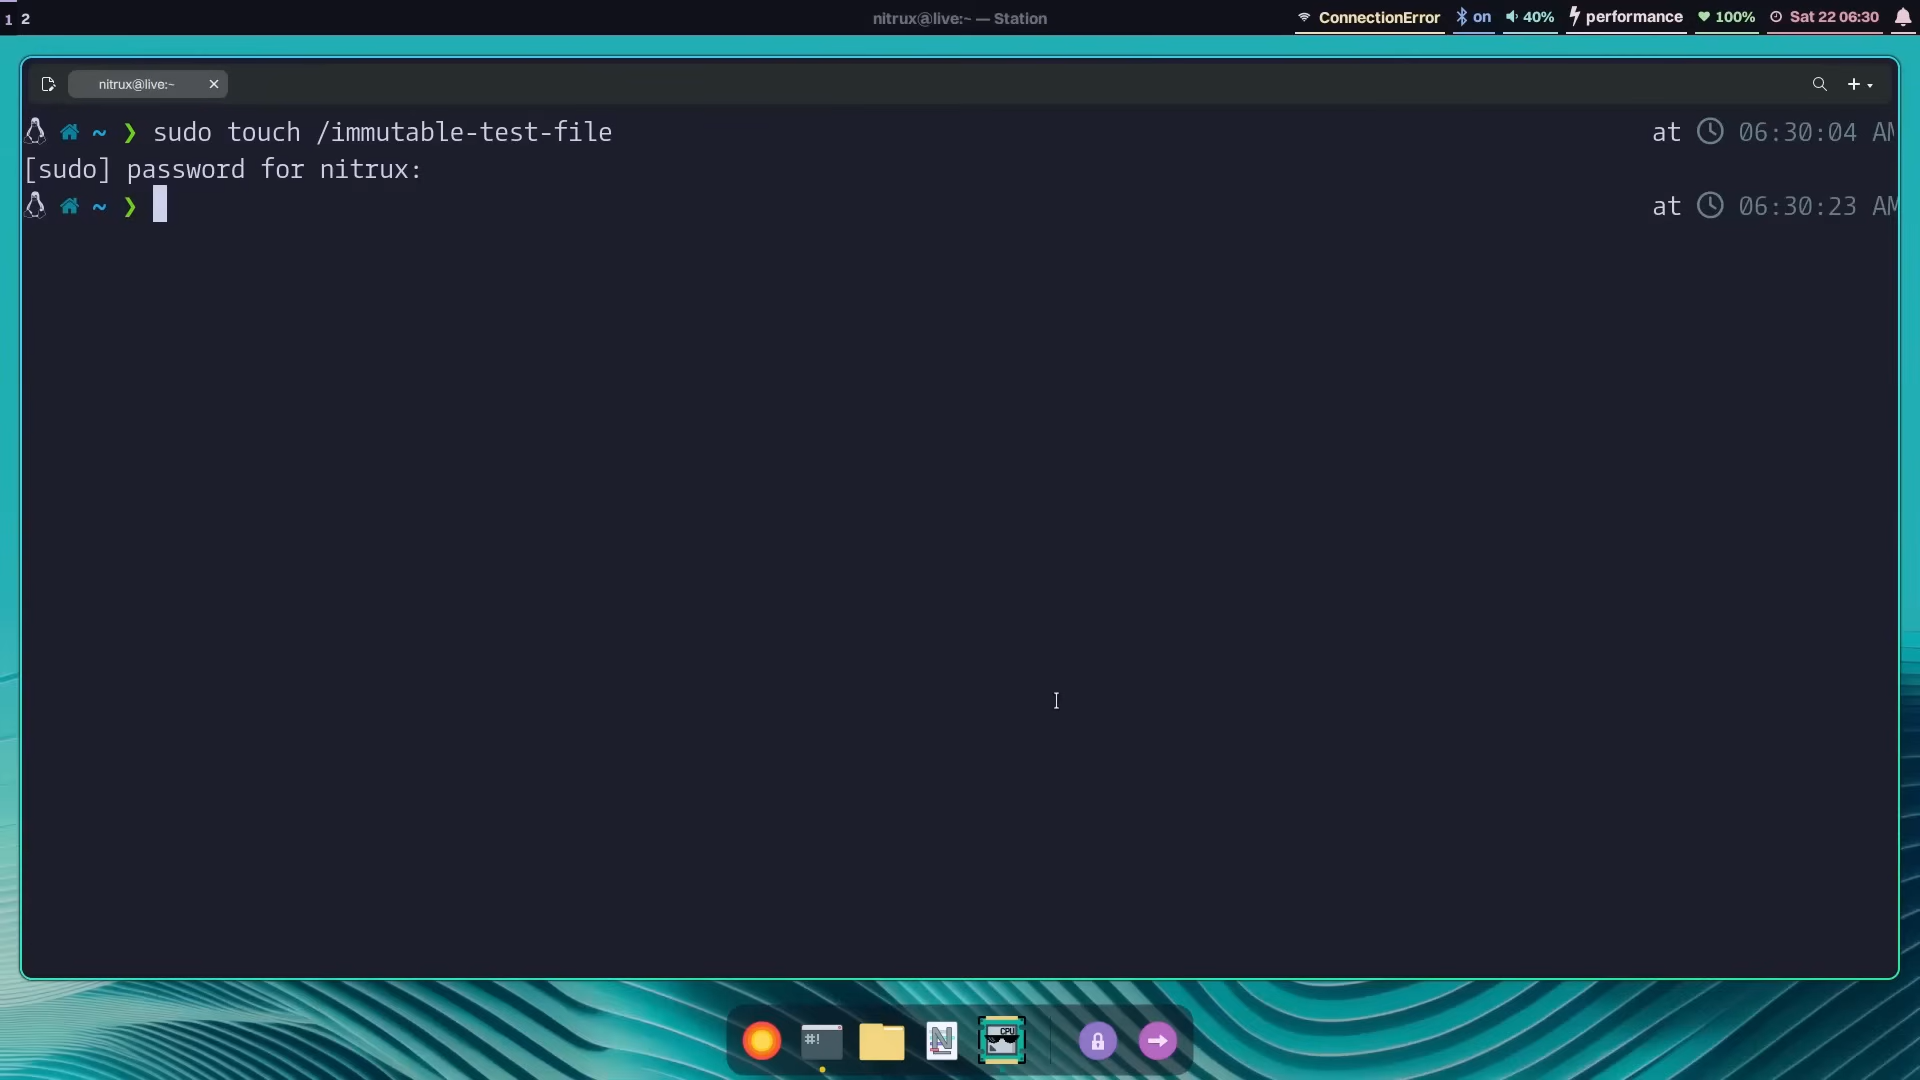 1 2
nitrux@live:~ — Station
ConnectionError on 40% performance 100% Sat 22 06:30
nitrux@live:~
~ ❯ sudo touch /immutable-test-file at 06:30:04 AM
[sudo] password for nitrux:
~ ❯ at 06:30:23 AM
#!
N
CPU